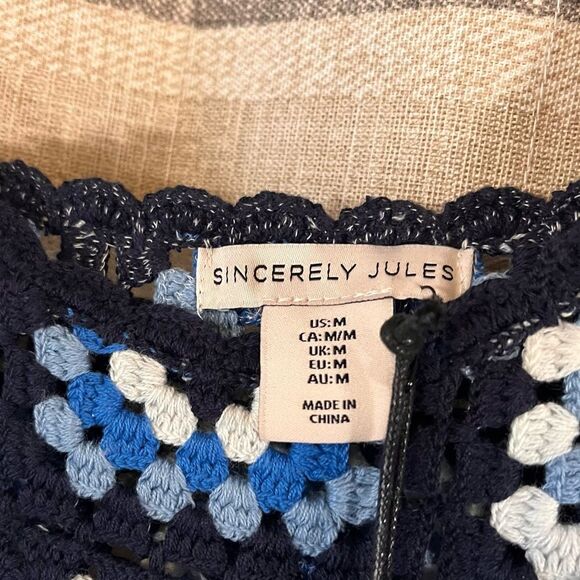 SINCERELY JULES
US: M
CA: M/M
UK: M
EU: M
AU: M
MADE IN
CHINA